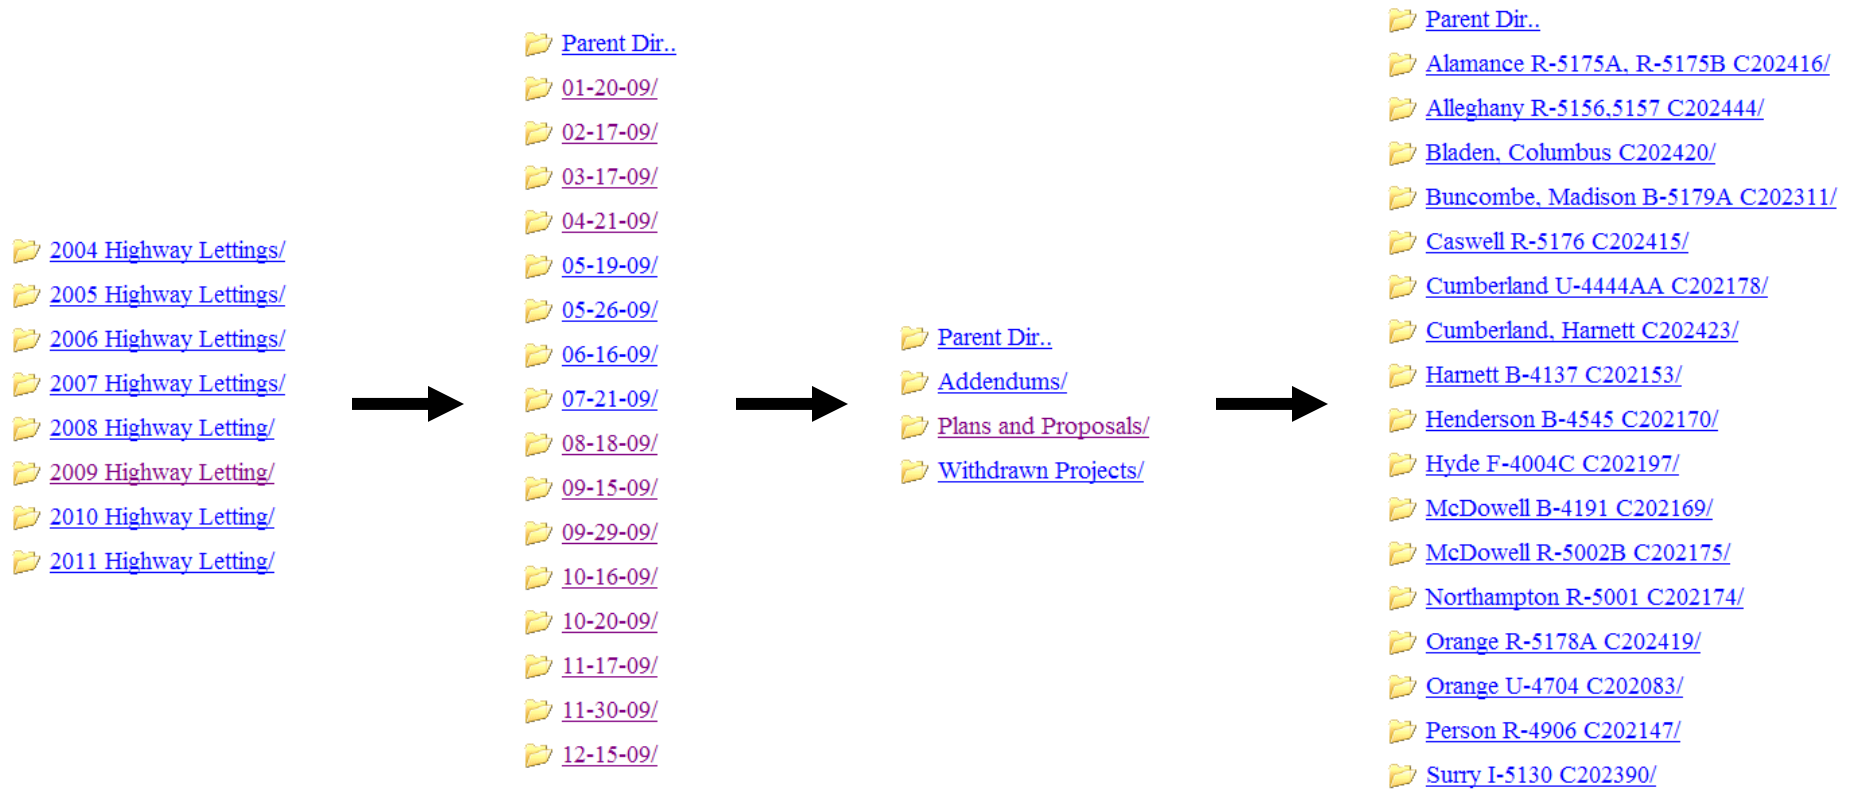 2004 Highway Lettings/
2005 Highway Lettings/
2006 Highway Lettings/
2007 Highway Lettings/
2008 Highway Letting/
2009 Highway Letting/
2010 Highway Letting/
2011 Highway Letting/
Parent Dir..
01-20-09/
02-17-09/
03-17-09/
04-21-09/
05-19-09/
05-26-09/
06-16-09/
07-21-09/
08-18-09/
09-15-09/
09-29-09/
10-16-09/
10-20-09/
11-17-09/
11-30-09/
12-15-09/
Parent Dir..
Addendums/
Plans and Proposals/
Withdrawn Projects/
Parent Dir..
Alamance R-5175A, R-5175B C202416/
Alleghany R-5156,5157 C202444/
Bladen, Columbus C202420/
Buncombe, Madison B-5179A C202311/
Caswell R-5176 C202415/
Cumberland U-4444AA C202178/
Cumberland, Harnett C202423/
Harnett B-4137 C202153/
Henderson B-4545 C202170/
Hyde F-4004C C202197/
McDowell B-4191 C202169/
McDowell R-5002B C202175/
Northampton R-5001 C202174/
Orange R-5178A C202419/
Orange U-4704 C202083/
Person R-4906 C202147/
Surry I-5130 C202390/